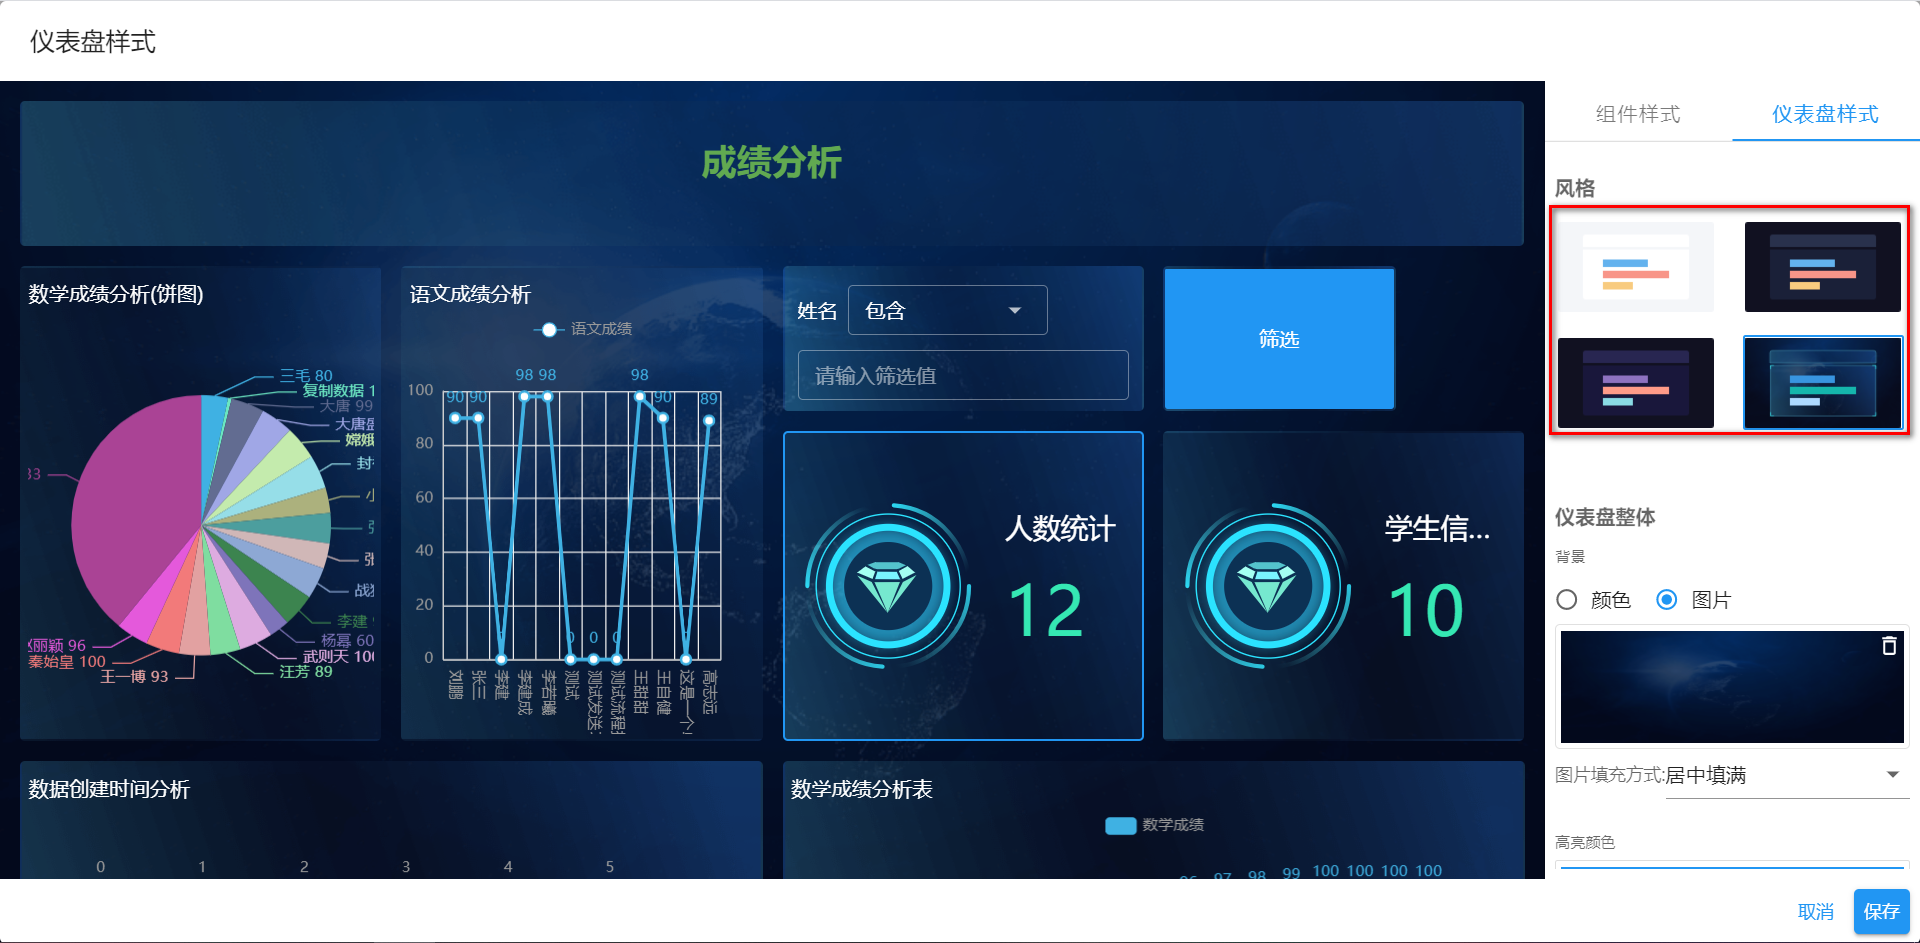 仪表盘样式
组件样式
仪表盘样式
成绩分析
风格
数学成绩分析(饼图)
三毛 80
复制数据 1
大唐 99
大唐盛
嫦娥
封
小
张
战狼
李建
杨幂 60
武则天 100
汪芳 89
王一博 93
秦始皇 100
赵丽颖 96
33
语文成绩分析
语文成绩
100
80
60
40
20
0
90 90 98 98 0 0 0 98 90 89
刘鹏
张三
李建
李建成
李若曦
测试
测试发送
测试流程
王甜甜
王自健
这是一个
高志远
姓名
包含
请输入筛选值
筛选
人数统计
12
学生信...
10
仪表盘整体
背景
颜色
图片
图片填充方式:居中填满
高亮颜色
数据创建时间分析
0 1 2 3 4 5
数学成绩分析表
数学成绩
96 97 98 99 100 100 100 100
取消
保存